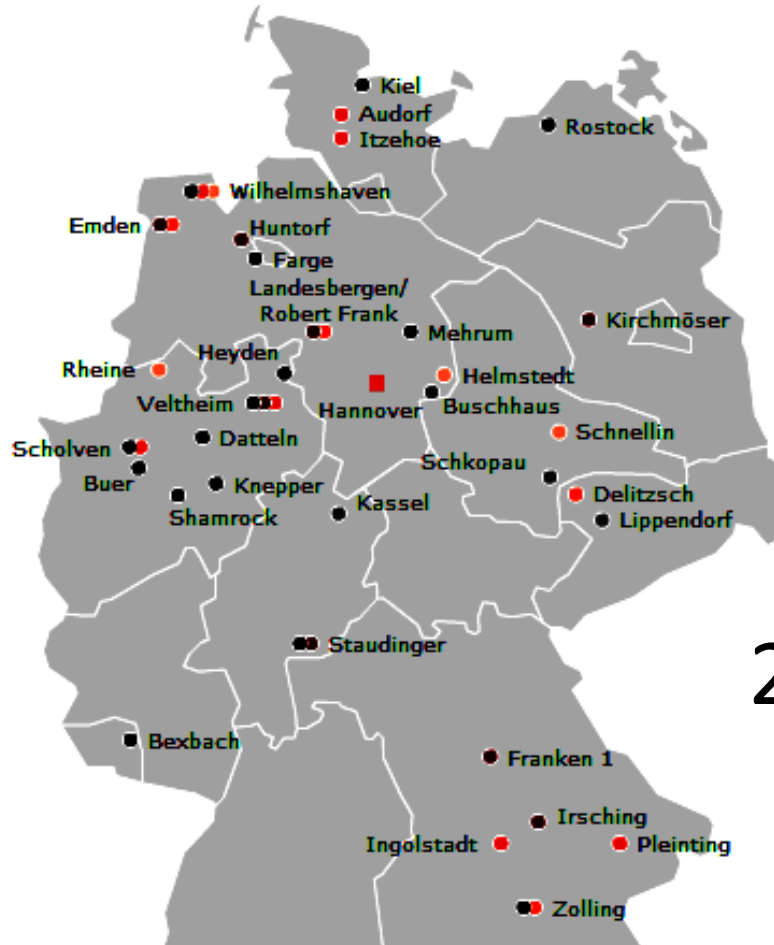 Kiel
Audorf
Itzehoe
Rostock
Wilhelmshaven
Emden
Huntorf
Farge
Landesbergen/
Robert Frank
Kirchmöser
Mehrum
Heyden
Rheine
Helmstedt
Veltheim
Hannover
Buschhaus
Schnellin
Datteln
Scholven
Schkopau
Buer
Knepper
Delitzsch
Kassel
Shamrock
Lippendorf
Staudinger
2
Bexbach
Franken 1
Irsching
Ingolstadt
Pleinting
Zolling